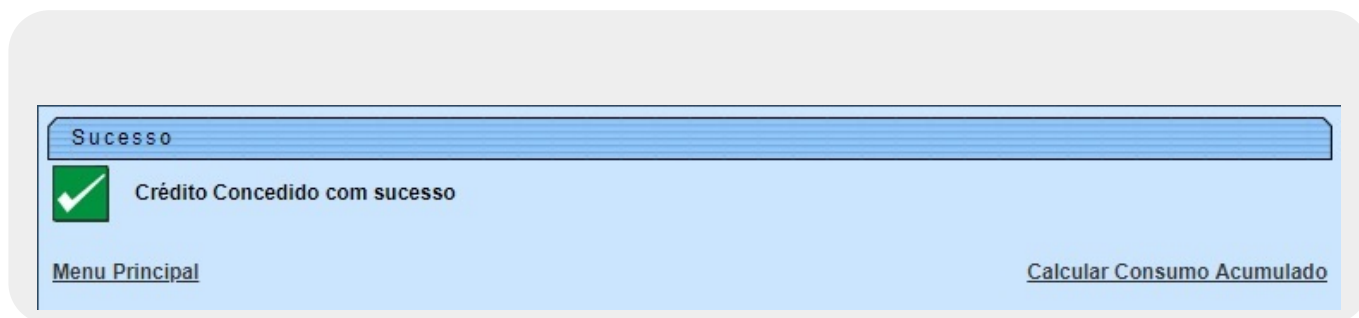 Sucesso
Crédito Concedido com sucesso
Menu Principal
Calcular Consumo Acumulado